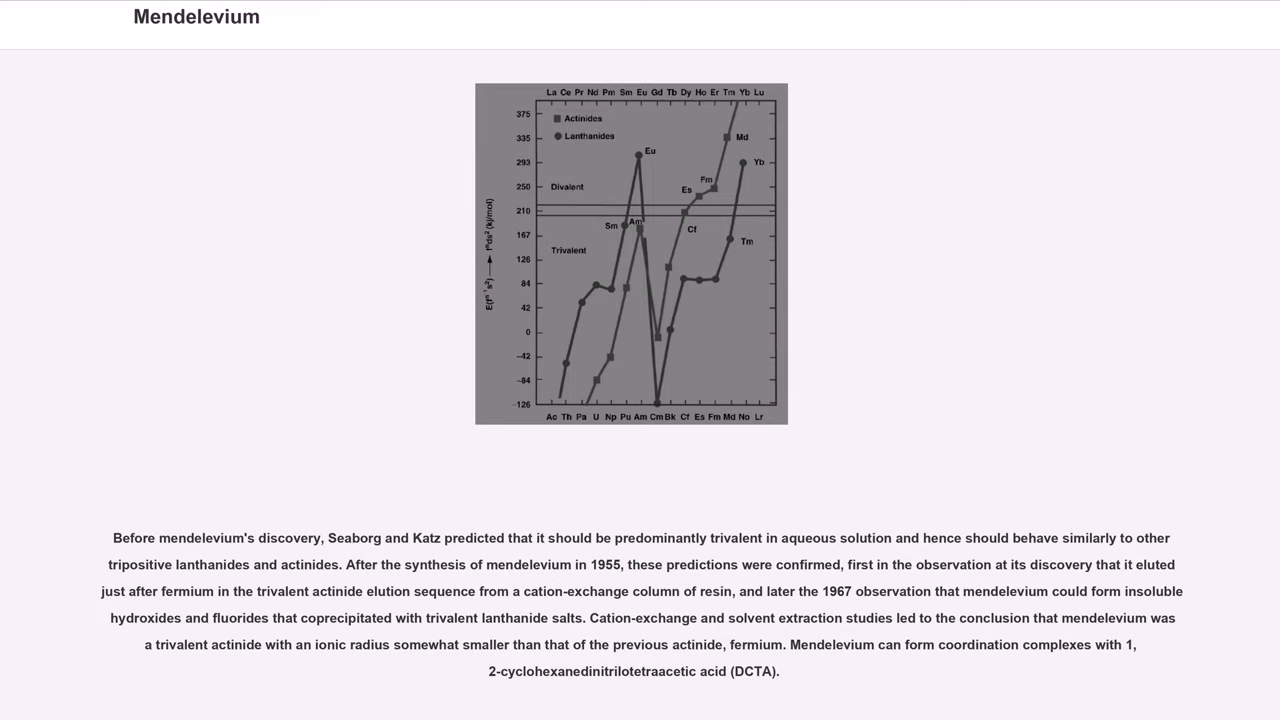 Mendelevium
La Ce Pr Nd Pm Sm Eu Gd Tb Dy Ho Er Tm Yb Lu
375
Actinides
335
Md
Lanthanides
Eu
293
Yb
Fm
250
Divalent
Es
210
Sm
Am
Cf
167
Tm
Trivalent
126
84
42
0
−42
−84
−126
Ac Th Pa U Np Pu Am Cm Bk Cf Es Fm Md No Lr
Before mendelevium's discovery, Seaborg and Katz predicted that it should be predominantly trivalent in aqueous solution and hence should behave similarly to other
tripositive lanthanides and actinides. After the synthesis of mendelevium in 1955, these predictions were confirmed, first in the observation at its discovery that it eluted
just after fermium in the trivalent actinide elution sequence from a cation-exchange column of resin, and later the 1967 observation that mendelevium could form insoluble
hydroxides and fluorides that coprecipitated with trivalent lanthanide salts. Cation-exchange and solvent extraction studies led to the conclusion that mendelevium was
a trivalent actinide with an ionic radius somewhat smaller than that of the previous actinide, fermium. Mendelevium can form coordination complexes with 1,
2-cyclohexanedinitrilotetraacetic acid (DCTA).